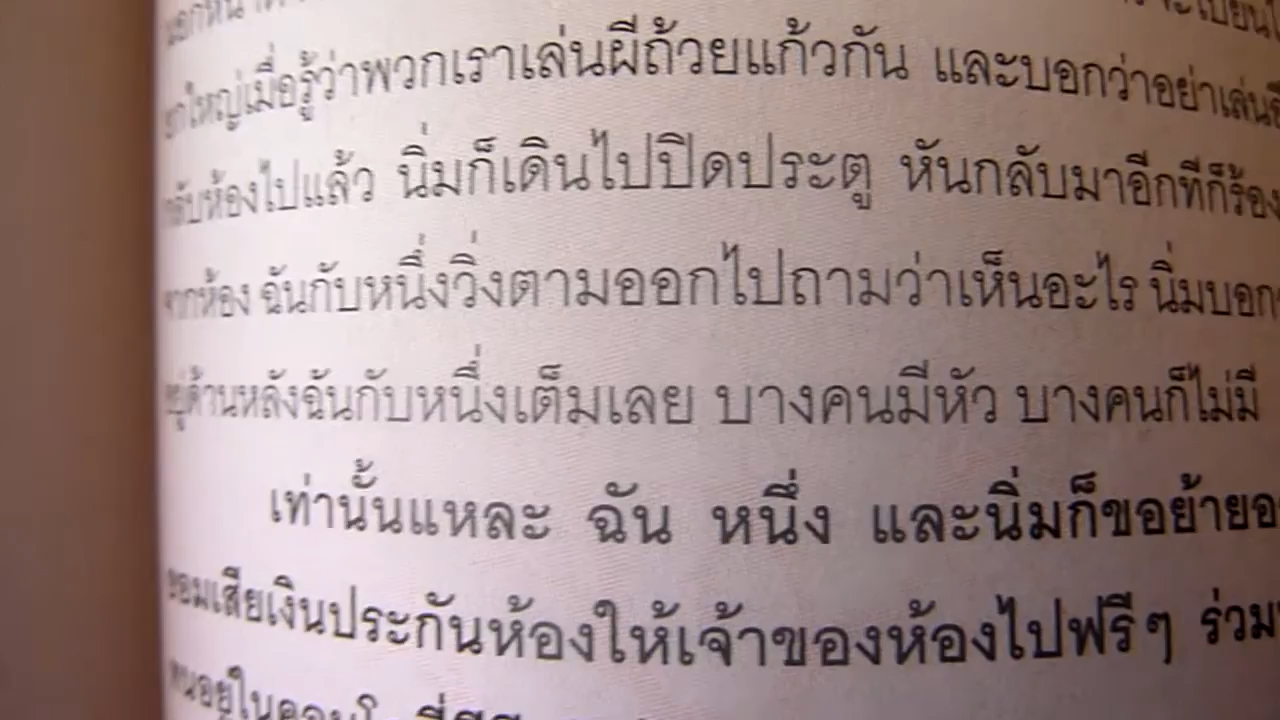 ยกใหญ่เมื่อรู้ว่าพวกเราเล่นผีถ้วยแก้วกัน และบอกว่าอย่าเล่น
กลับห้องไปแล้ว นิ่มก็เดินไปปิดประตู หันกลับมาอีกทีก็ร้อง
จากห้อง ฉันกับหนึ่งวิ่งตามออกไปถามว่าเห็นอะไร นิ่มบอก
อยู่ด้านหลังฉันกับหนึ่งเต็มเลย บางคนมีหัว บางคนก็ไม่มี
เท่านั้นแหละ ฉัน หนึ่ง และนิ่มก็ขอย้าย
ยอมเสียเงินประกันห้องให้เจ้าของห้องไปฟรีๆ ร่วม